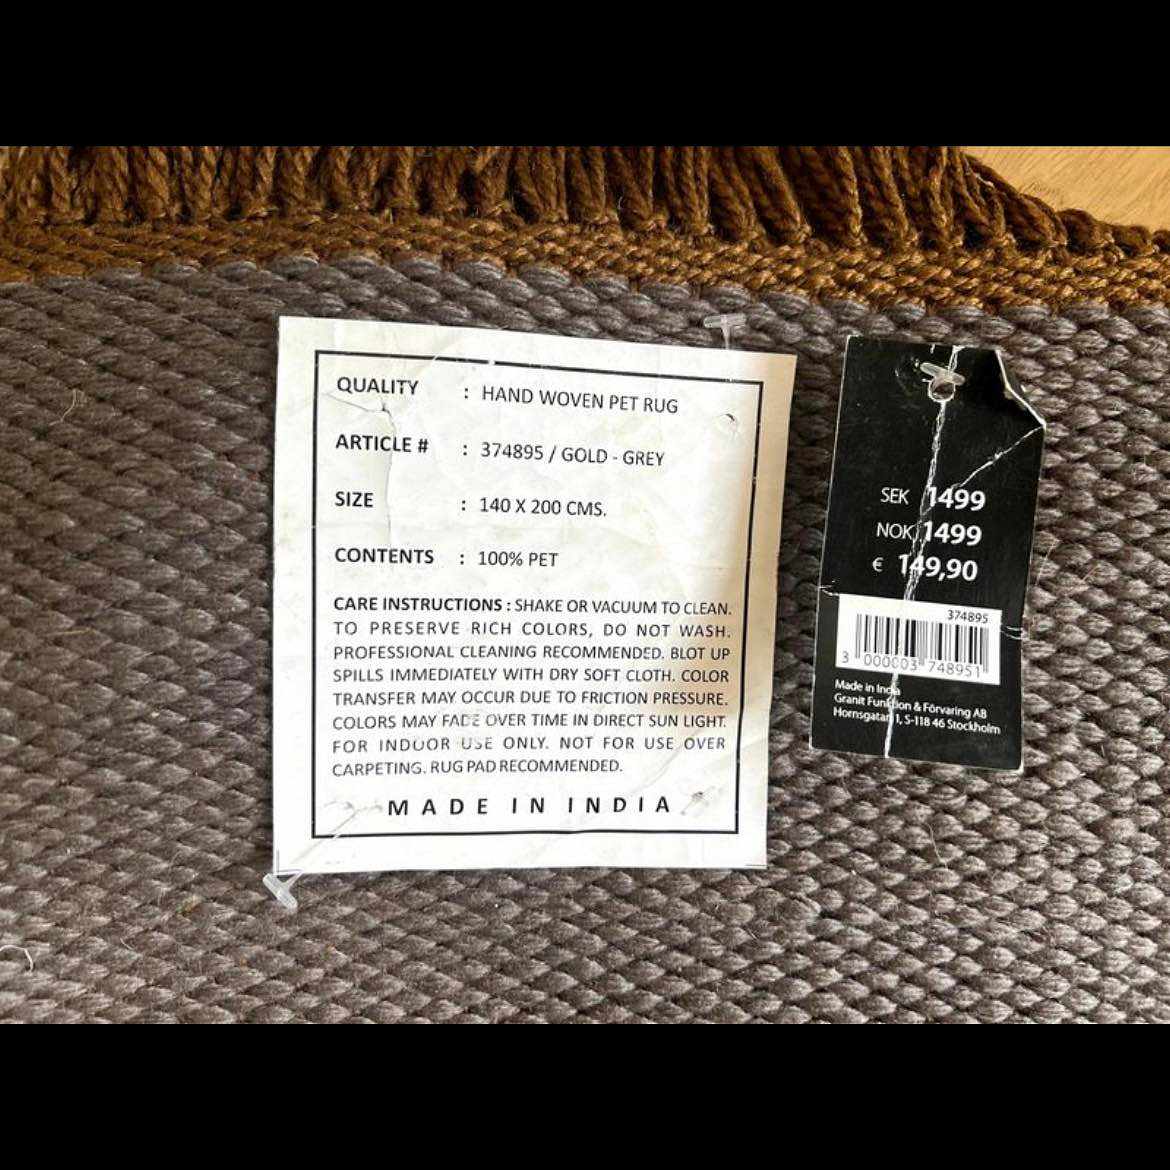 QUALITY : HAND WOVEN PET RUG
ARTICLE # : 374895 / GOLD - GREY
SIZE : 140 X 200 CMS.
CONTENTS : 100% PET
CARE INSTRUCTIONS : SHAKE OR VACUUM TO CLEAN.
TO PRESERVE RICH COLORS, DO NOT WASH.
PROFESSIONAL CLEANING RECOMMENDED. BLOT UP
SPILLS IMMEDIATELY WITH DRY SOFT CLOTH. COLOR
TRANSFER MAY OCCUR DUE TO FRICTION PRESSURE.
COLORS MAY FADE OVER TIME IN DIRECT SUN LIGHT.
FOR INDOOR USE ONLY. NOT FOR USE OVER
CARPETING. RUG PAD RECOMMENDED.
MADE IN INDIA
SEK 1499
NOK 1499
€ 149,90
374895
3 000003 748951
Made in India
Granit Funktion & Förvaring AB
Hornsgatan 1, S-118 46 Stockholm